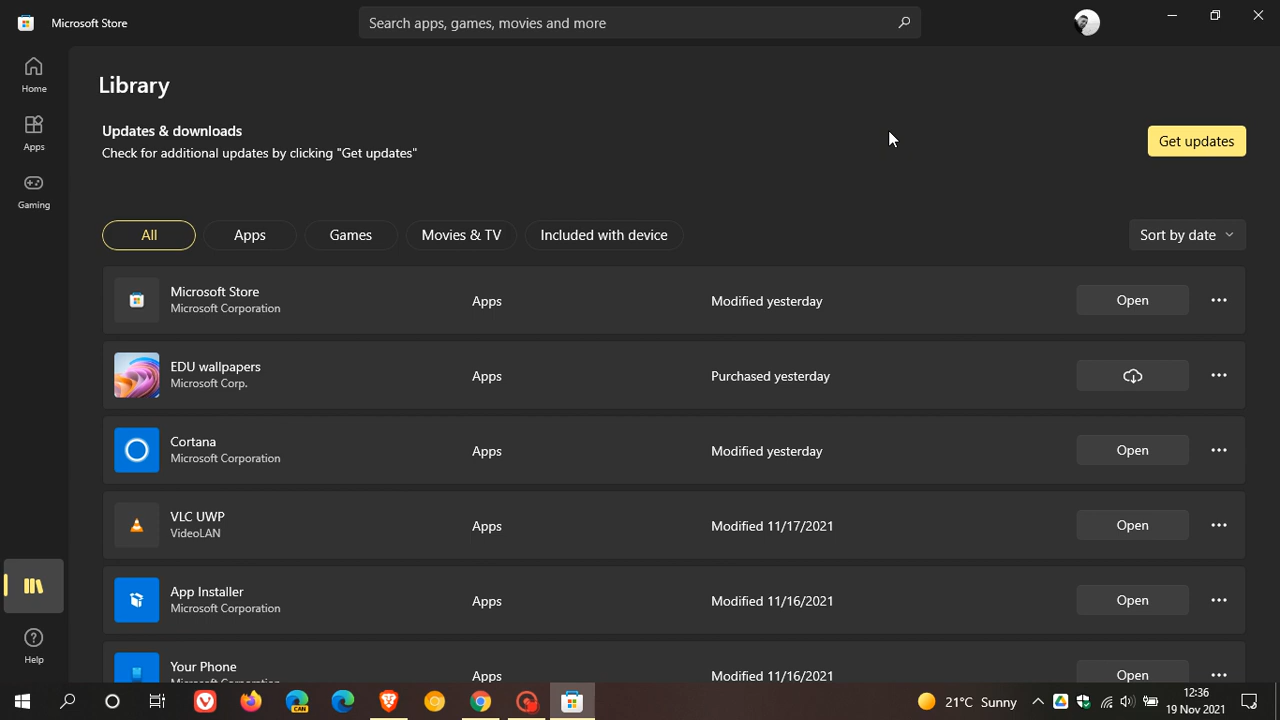 Microsoft Store
Search apps, games, movies and more
Home
Apps
Gaming
Library
Updates & downloads
Check for additional updates by clicking "Get updates"
Get updates
All
Apps
Games
Movies & TV
Included with device
Sort by date
Microsoft Store
Microsoft Corporation
Apps
Modified yesterday
Open
EDU wallpapers
Microsoft Corp.
Apps
Purchased yesterday
Cortana
Microsoft Corporation
Apps
Modified yesterday
Open
VLC UWP
VideoLAN
Apps
Modified 11/17/2021
Open
App Installer
Microsoft Corporation
Apps
Modified 11/16/2021
Open
Your Phone
Apps
Modified 11/16/2021
Open
Help
CAN
21°C Sunny
12:36
19 Nov 2021